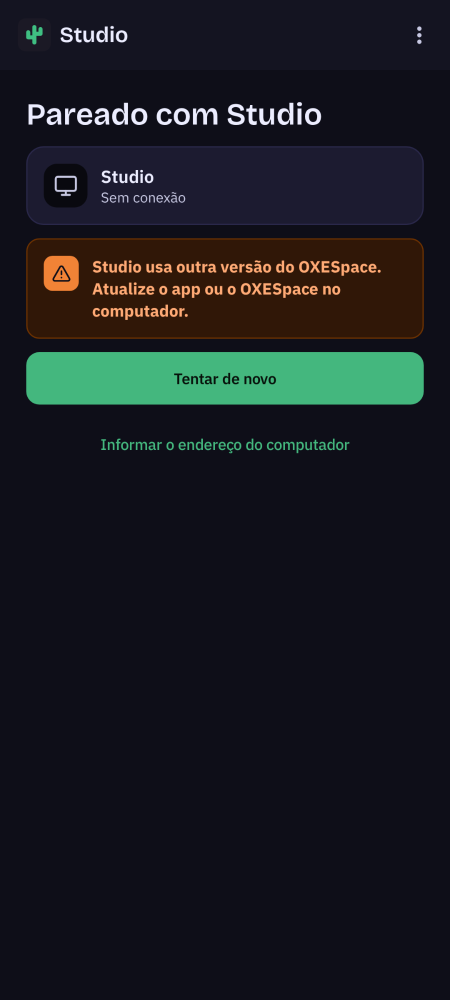 Studio
Pareado com Studio
Studio
Sem conexão
Studio usa outra versão do OXESpace.
Atualize o app ou o OXESpace no
computador.
Tentar de novo
Informar o endereço do computador